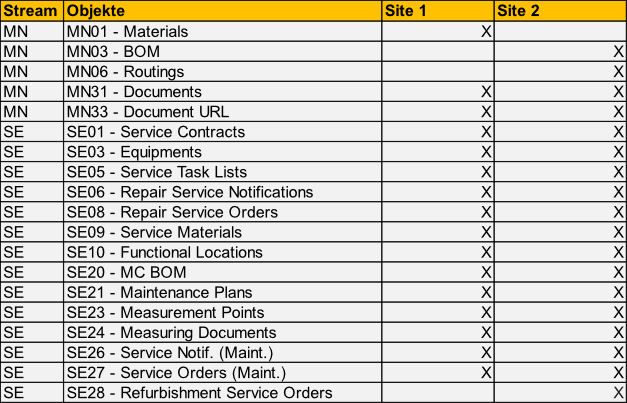 Stream Objekte Site 1 Site 2
MN MN01 - Materials X
MN MN03 - BOM X
MN MN06 - Routings X
MN MN31 - Documents X X
MN MN33 - Document URL X X
SE SE01 - Service Contracts X X
SE SE03 - Equipments X X
SE SE05 - Service Task Lists X X
SE SE06 - Repair Service Notifications X X
SE SE08 - Repair Service Orders X X
SE SE09 - Service Materials X X
SE SE10 - Functional Locations X X
SE SE20 - MC BOM X X
SE SE21 - Maintenance Plans X X
SE SE23 - Measurement Points X X
SE SE24 - Measuring Documents X X
SE SE26 - Service Notif. (Maint.) X X
SE SE27 - Service Orders (Maint.) X X
SE SE28 - Refurbishment Service Orders X